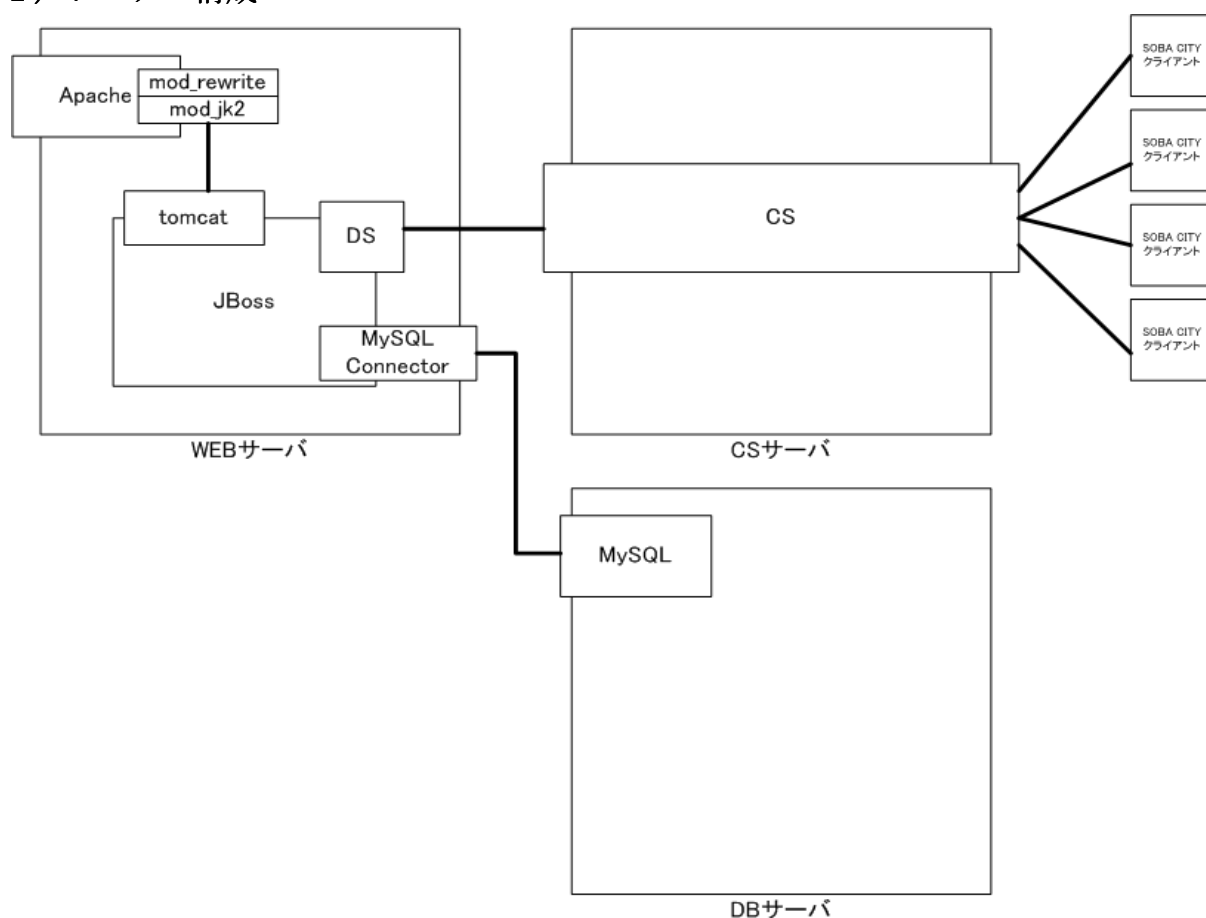 構成
SOBA CITY
クライアント
mod_rewrite
Apache
mod_jk2
SOBA CITY
クライアント
tomcat
DS
CS
SOBA CITY
クライアント
JBoss
MySQL
Connector
SOBA CITY
クライアント
WEBサーバ
CSサーバ
MySQL
DBサーバ